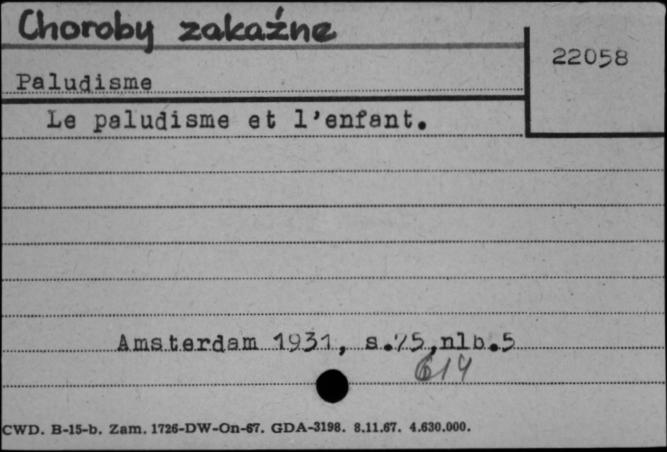 Choroby zakaźne
22058
Paludisme
Le paludisme et l'enfant.
Amsterdam 1931, s.75,nlb.5
614
CWD. B-15-b. Zam. 1726-DW-On-67. GDA-3198. 8.11.67. 4.630.000.